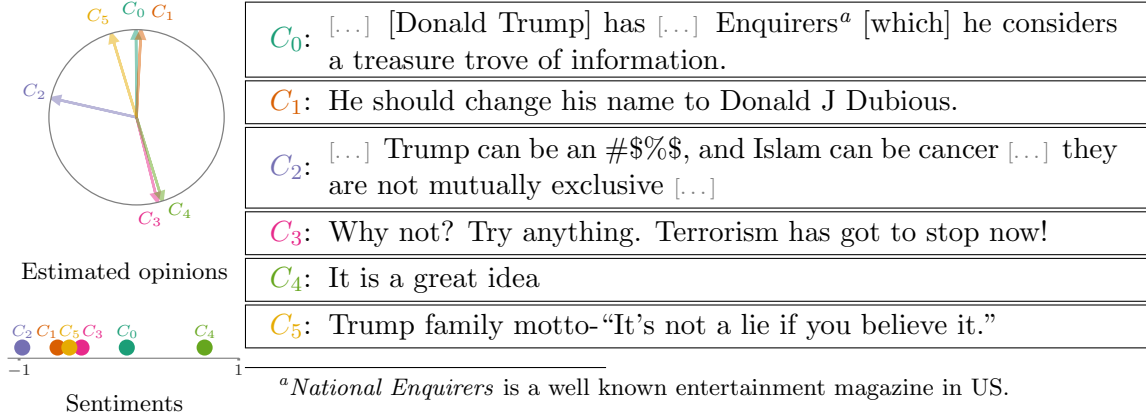 C5 C0 C1
C2
C3 C4
Estimated opinions
C2 C1 C5 C3 C0 C4
−1 1
Sentiments
C0: [...] [Donald Trump] has [...] Enquirersᵃ [which] he considers
a treasure trove of information.
C1: He should change his name to Donald J Dubious.
C2: [...] Trump can be an #$%$, and Islam can be cancer [...] they
are not mutually exclusive [...]
C3: Why not? Try anything. Terrorism has got to stop now!
C4: It is a great idea
C5: Trump family motto-“It's not a lie if you believe it.”
ᵃNational Enquirers is a well known entertainment magazine in US.